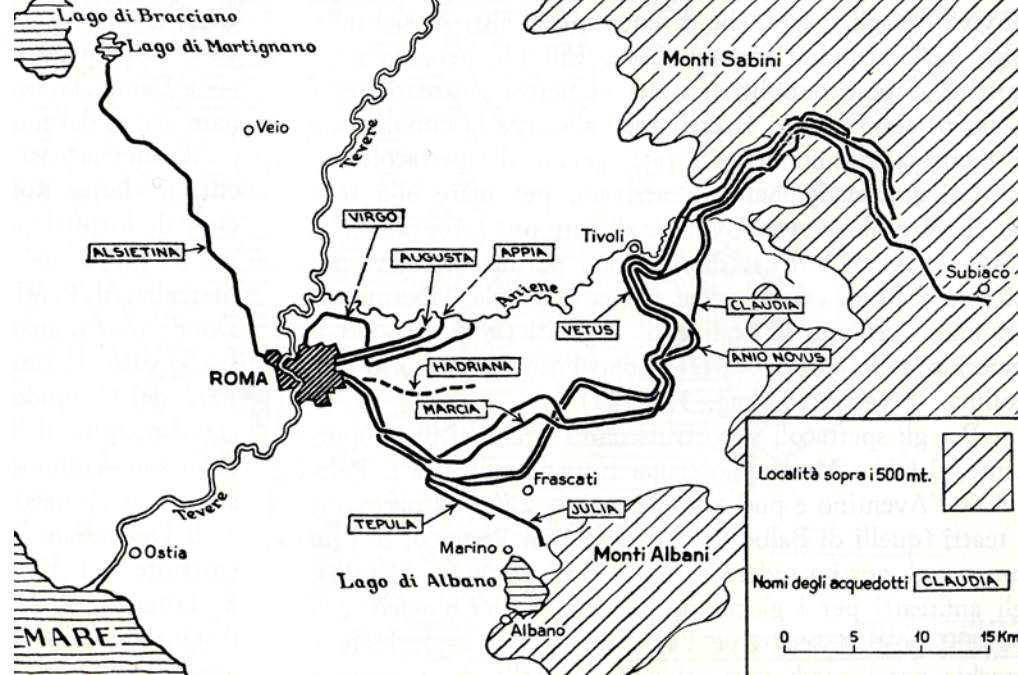 Lago di Bracciano
Lago di Martignano
Monti Sabini
Veio
Tevere
VIRGO
ALSIETINA
AUGUSTA
APPIA
Tivoli
Aniene
Subiaco
CLAUDIA
VETUS
ANIO NOVUS
HADRIANA
ROMA
MARCIA
Frascati
Località sopra i 500 mt.
Tevere
TEPULA
JULIA
Ostia
Marino
Monti Albani
Lago di Albano
Nomi degli acquedotti CLAUDIA
Albano
MARE
0 5 10 15 Km